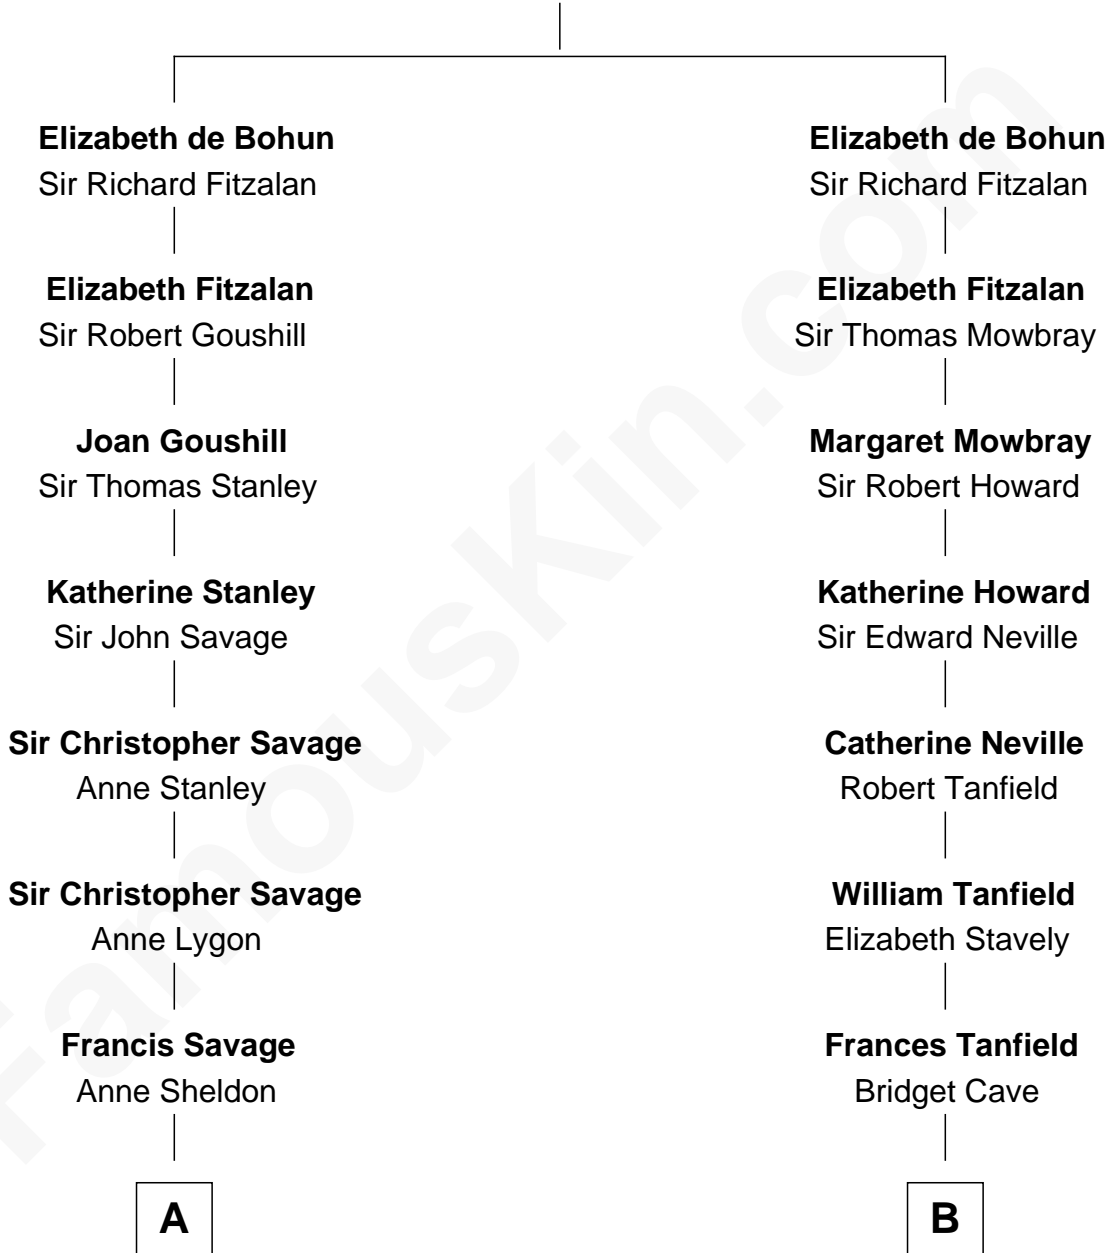 Elizabeth de Bohun
Sir Richard Fitzalan
Elizabeth Fitzalan
Sir Robert Goushill
Joan Goushill
Sir Thomas Stanley
Katherine Stanley
Sir John Savage
Sir Christopher Savage
Anne Stanley
Sir Christopher Savage
Anne Lygon
Francis Savage
Anne Sheldon
A
Elizabeth de Bohun
Sir Richard Fitzalan
Elizabeth Fitzalan
Sir Thomas Mowbray
Margaret Mowbray
Sir Robert Howard
Katherine Howard
Sir Edward Neville
Catherine Neville
Robert Tanfield
William Tanfield
Elizabeth Stavely
Frances Tanfield
Bridget Cave
B
FamousKin.com